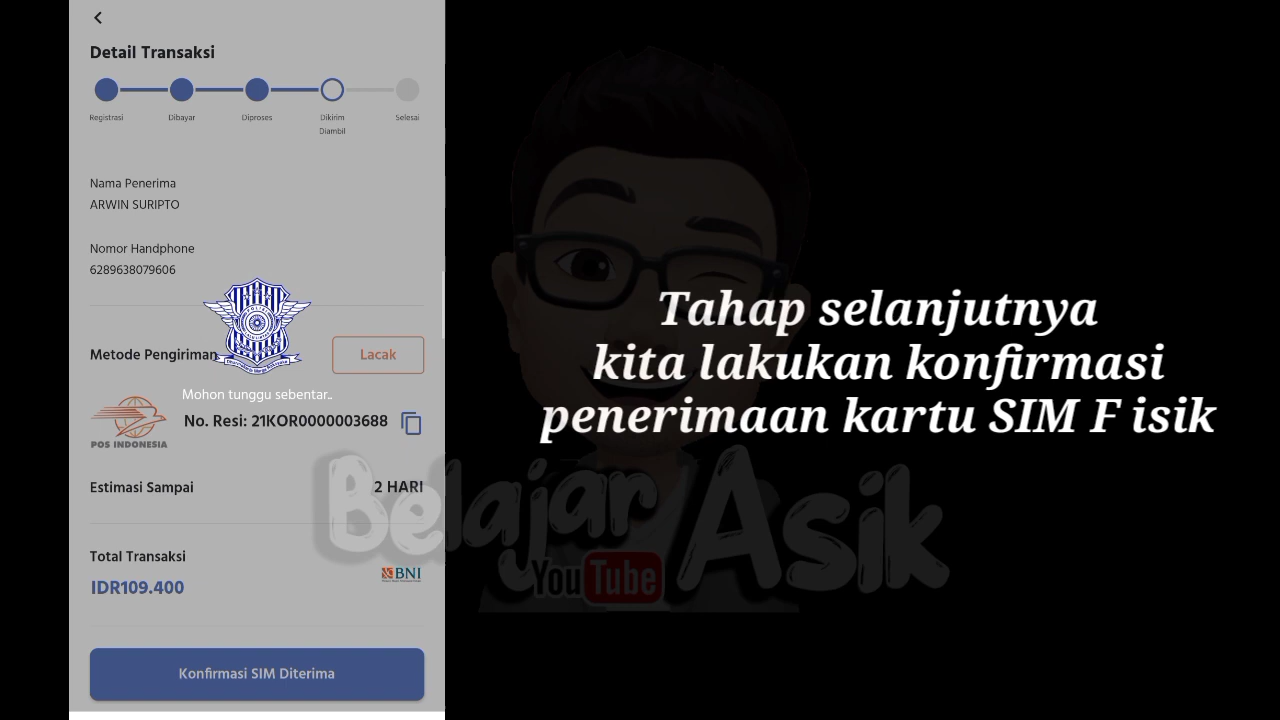 Detail Transaksi
Registrasi
Dibayar
Diproses
Dikirim
Diambil
Selesai
Nama Penerima
ARWIN SURIPTO
Nomor Handphone
6289638079606
Metode Pengiriman
Lacak
Mohon tunggu sebentar..
No. Resi: 21KOR0000003688
POS INDONESIA
Estimasi Sampai
2 HARI
Total Transaksi
IDR109.400
BNI
Konfirmasi SIM Diterima
Tahap selanjutnya
kita lakukan konfirmasi
penerimaan kartu SIM F isik
Belajar Asik
YouTube